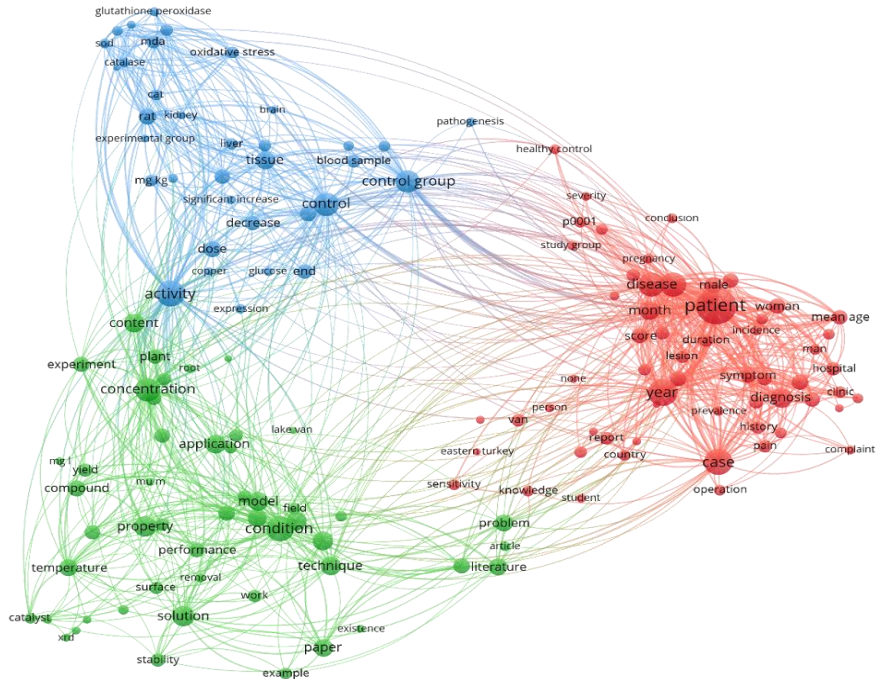 glutathione peroxidase
sod
mda
oxidative stress
catalase
cat
rat
kidney
brain
experimental group
liver
tissue
blood sample
mg kg
control group
significant increase
control
decrease
dose
copper
glucose
end
activity
expression
pathogenesis
healthy control
severity
p0001
conclusion
study group
pregnancy
disease
male
month
patient
woman
mean age
score
duration
incidence
lesion
man
none
symptom
hospital
year
diagnosis
clinic
person
prevalence
van
history
report
pain
eastern turkey
country
case
complaint
sensitivity
knowledge
student
operation
content
experiment
plant
root
concentration
lake van
application
mg l
yield
compound
mu m
model
field
property
condition
problem
performance
article
temperature
removal
technique
literature
surface
work
catalyst
solution
xrd
existence
paper
stability
example